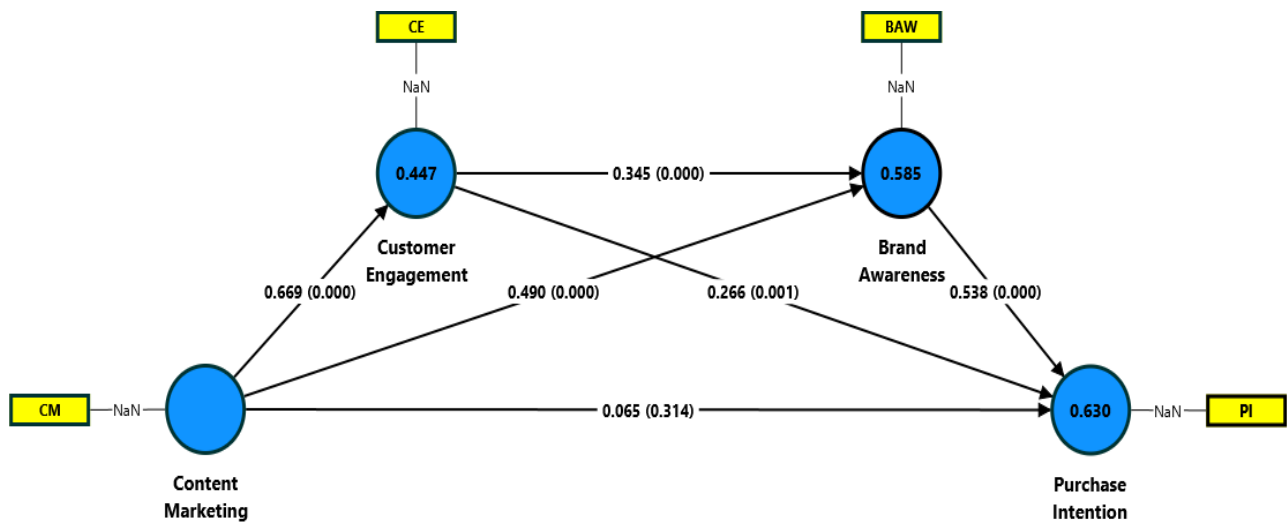 CE
BAW
NaN
NaN
0.447
0.345 (0.000)
0.585
Customer
Engagement
Brand
Awareness
0.669 (0.000)
0.490 (0.000)
0.266 (0.001)
0.538 (0.000)
CM
NaN
0.065 (0.314)
0.630
NaN
PI
Content
Marketing
Purchase
Intention